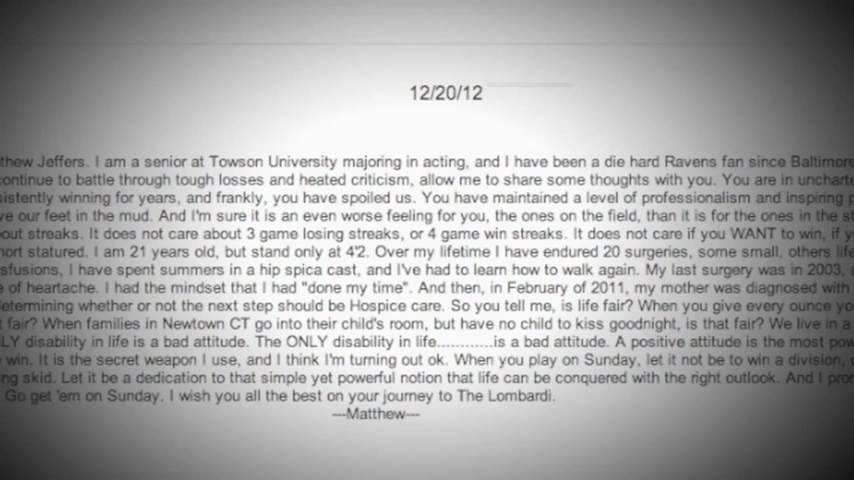 12/20/12
thew Jeffers. I am a senior at Towson University majoring in acting, and I have been a die hard Ravens fan since Baltimore
continue to battle through tough losses and heated criticism, allow me to share some thoughts with you. You are in uncharte
sistently winning for years, and frankly, you have spoiled us. You have maintained a level of professionalism and inspiring p
ve our feet in the mud. And I'm sure it is an even worse feeling for you, the ones on the field, than it is for the ones in the st
out streaks. It does not care about 3 game losing streaks, or 4 game win streaks. It does not care if you WANT to win, if y
hort statured. I am 21 years old, but stand only at 4'2. Over my lifetime I have endured 20 surgeries, some small, others life
sfusions, I have spent summers in a hip spica cast, and I've had to learn how to walk again. My last surgery was in 2003,
e of heartache. I had the mindset that I had "done my time". And then, in February of 2011, my mother was diagnosed with
determining whether or not the next step should be Hospice care. So you tell me, is life fair? When you give every ounce yo
t fair? When families in Newtown CT go into their child's room, but have no child to kiss goodnight, is that fair? We live in a
LY disability in life is a bad attitude. The ONLY disability in life............is a bad attitude. A positive attitude is the most pow
win. It is the secret weapon I use, and I think I'm turning out ok. When you play on Sunday, let it not be to win a division,
ng skid. Let it be a dedication to that simple yet powerful notion that life can be conquered with the right outlook. And I pro
Go get 'em on Sunday. I wish you all the best on your journey to The Lombardi.
---Matthew---